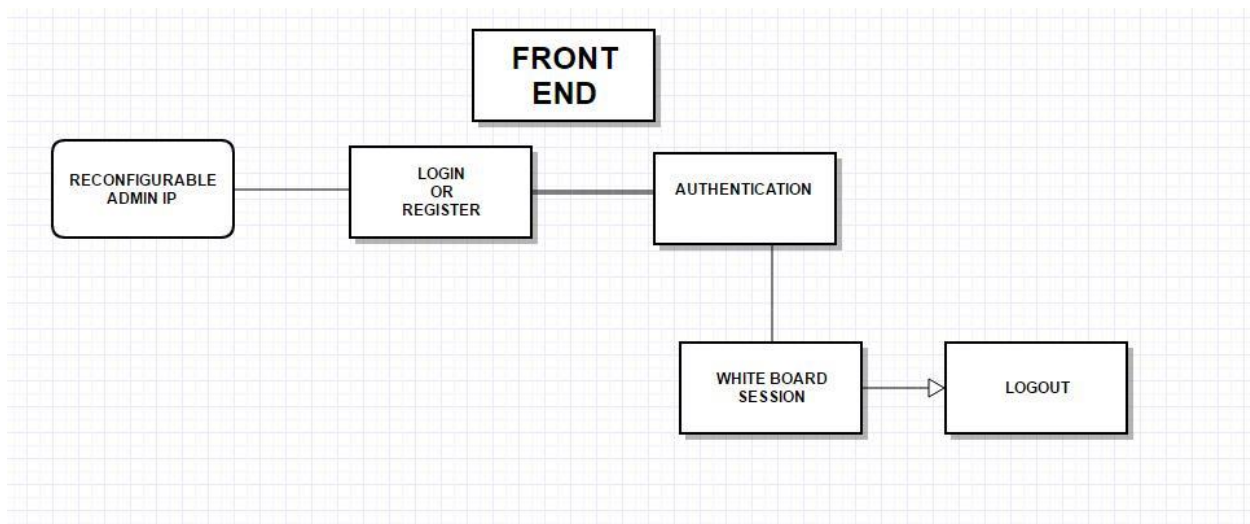 FRONT
END
RECONFIGURABLE
ADMIN IP
LOGIN
OR
REGISTER
AUTHENTICATION
WHITE BOARD
SESSION
LOGOUT